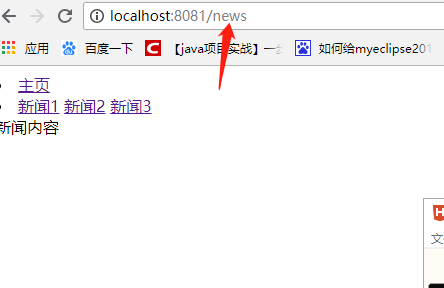 localhost:8081/news
应用 百度一下 【java项目实战】一步 如何给myeclipse201
主页
新闻1 新闻2 新闻3
新闻内容